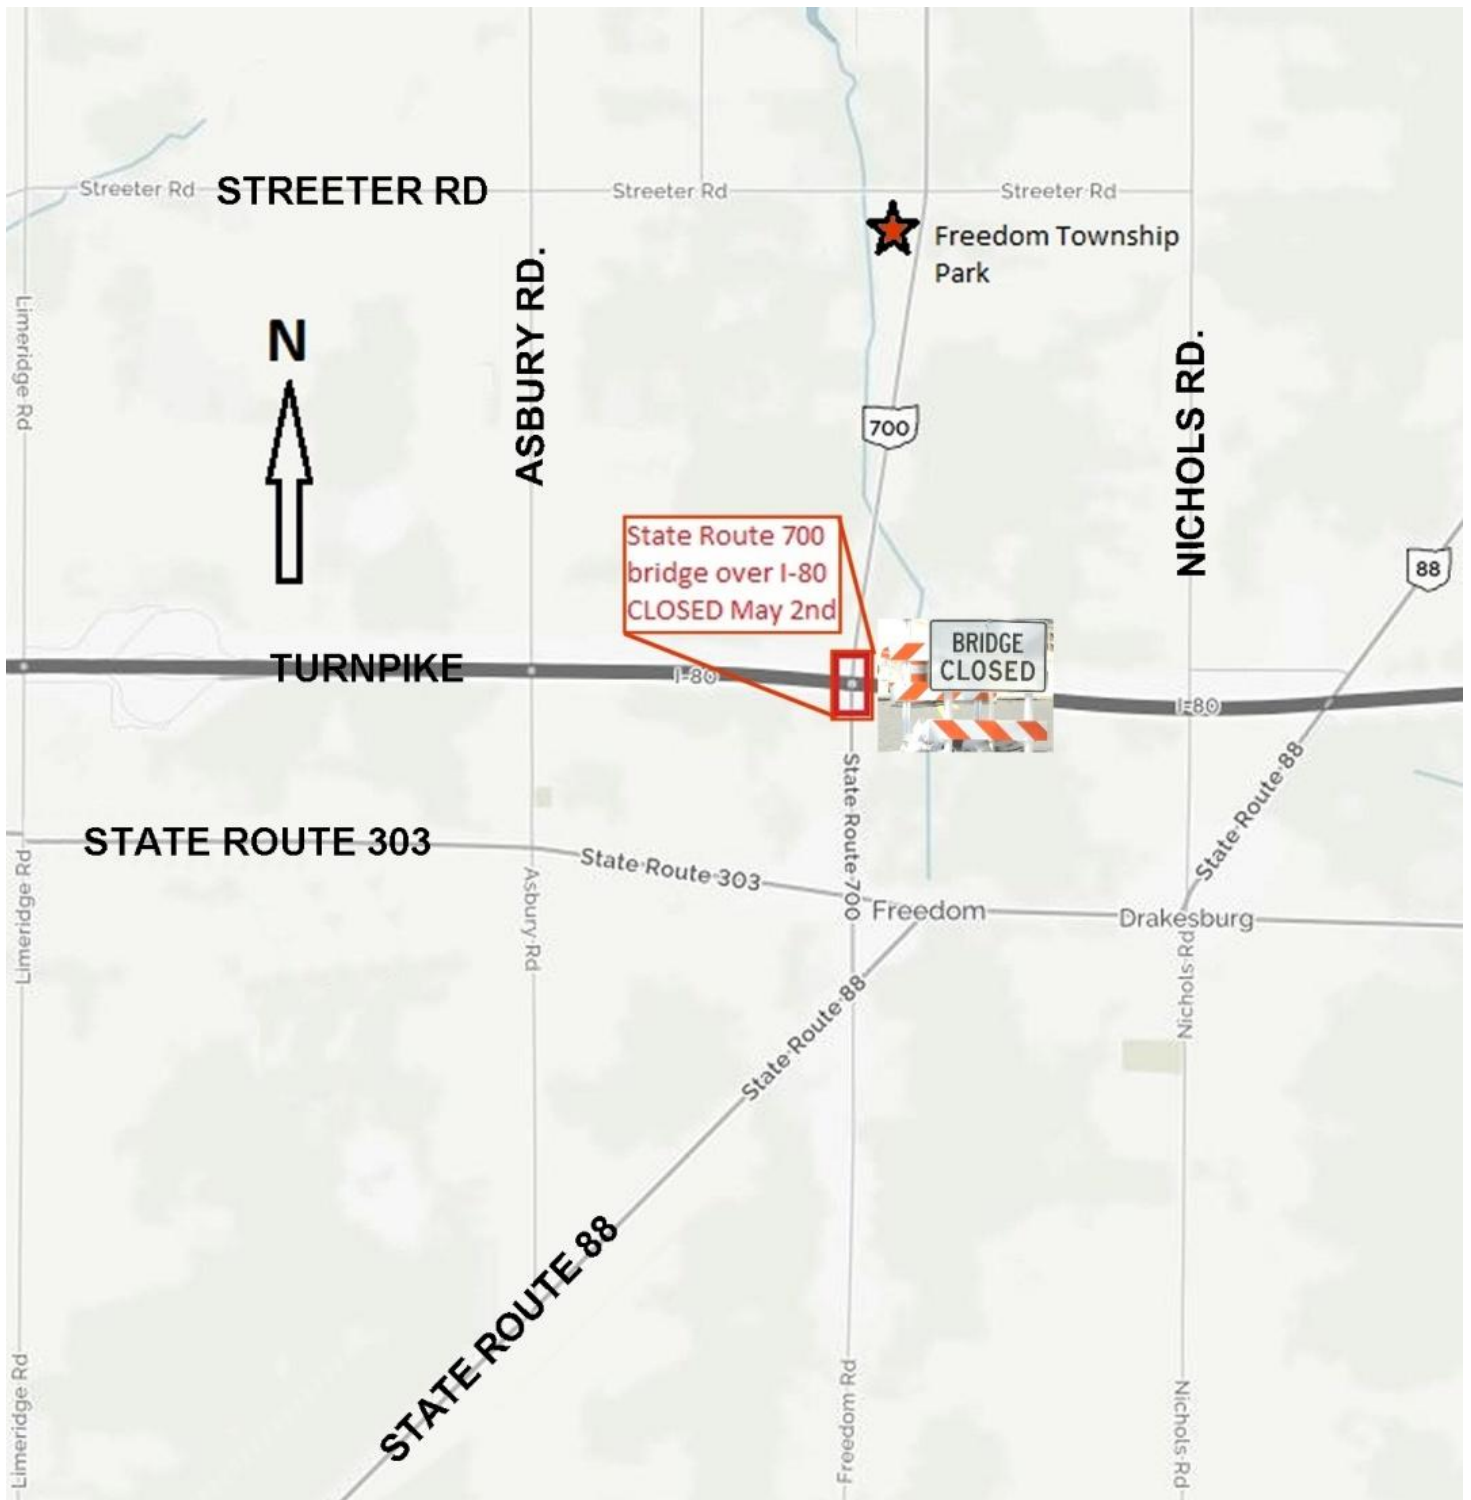 Streeter Rd
STREETER RD
Streeter Rd
Streeter Rd
Freedom Township
Park
ASBURY RD.
Limeridge Rd
N
NICHOLS RD.
700
State Route 700
bridge over I-80
CLOSED May 2nd
88
BRIDGE
CLOSED
TURNPIKE
I-80
I-80
State Route 88
State Route 700
STATE ROUTE 303
State Route 303
Limeridge Rd
Asbury Rd
Freedom
Drakesburg
Nichols Rd
State Route 88
STATE ROUTE 88
Limeridge Rd
Freedom Rd
Nichols Rd